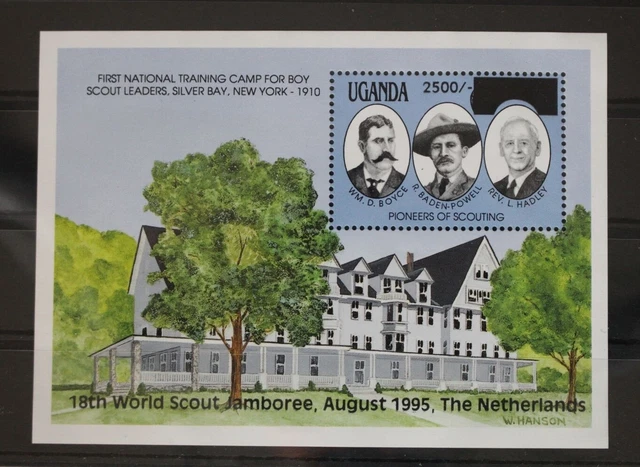 FIRST NATIONAL TRAINING CAMP FOR BOY
SCOUT LEADERS, SILVER BAY, NEW YORK - 1910
UGANDA 2500/-
WM. D. BOYCE
R. BADEN-POWELL
REV. L. HADLEY
PIONEERS OF SCOUTING
18th World Scout Jamboree, August 1995, The Netherlands
W. HANSON